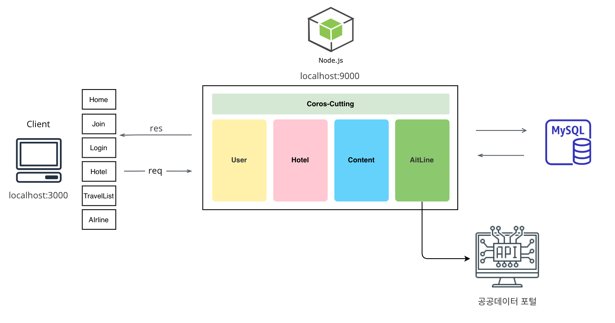 Node.js
localhost:9000
Client
localhost:3000
Home
Join
Login
Hotel
TravelList
AIrline
res
req
Coros-Cutting
User
Hotel
Content
AitLine
MySQL
API
공공데이터 포털